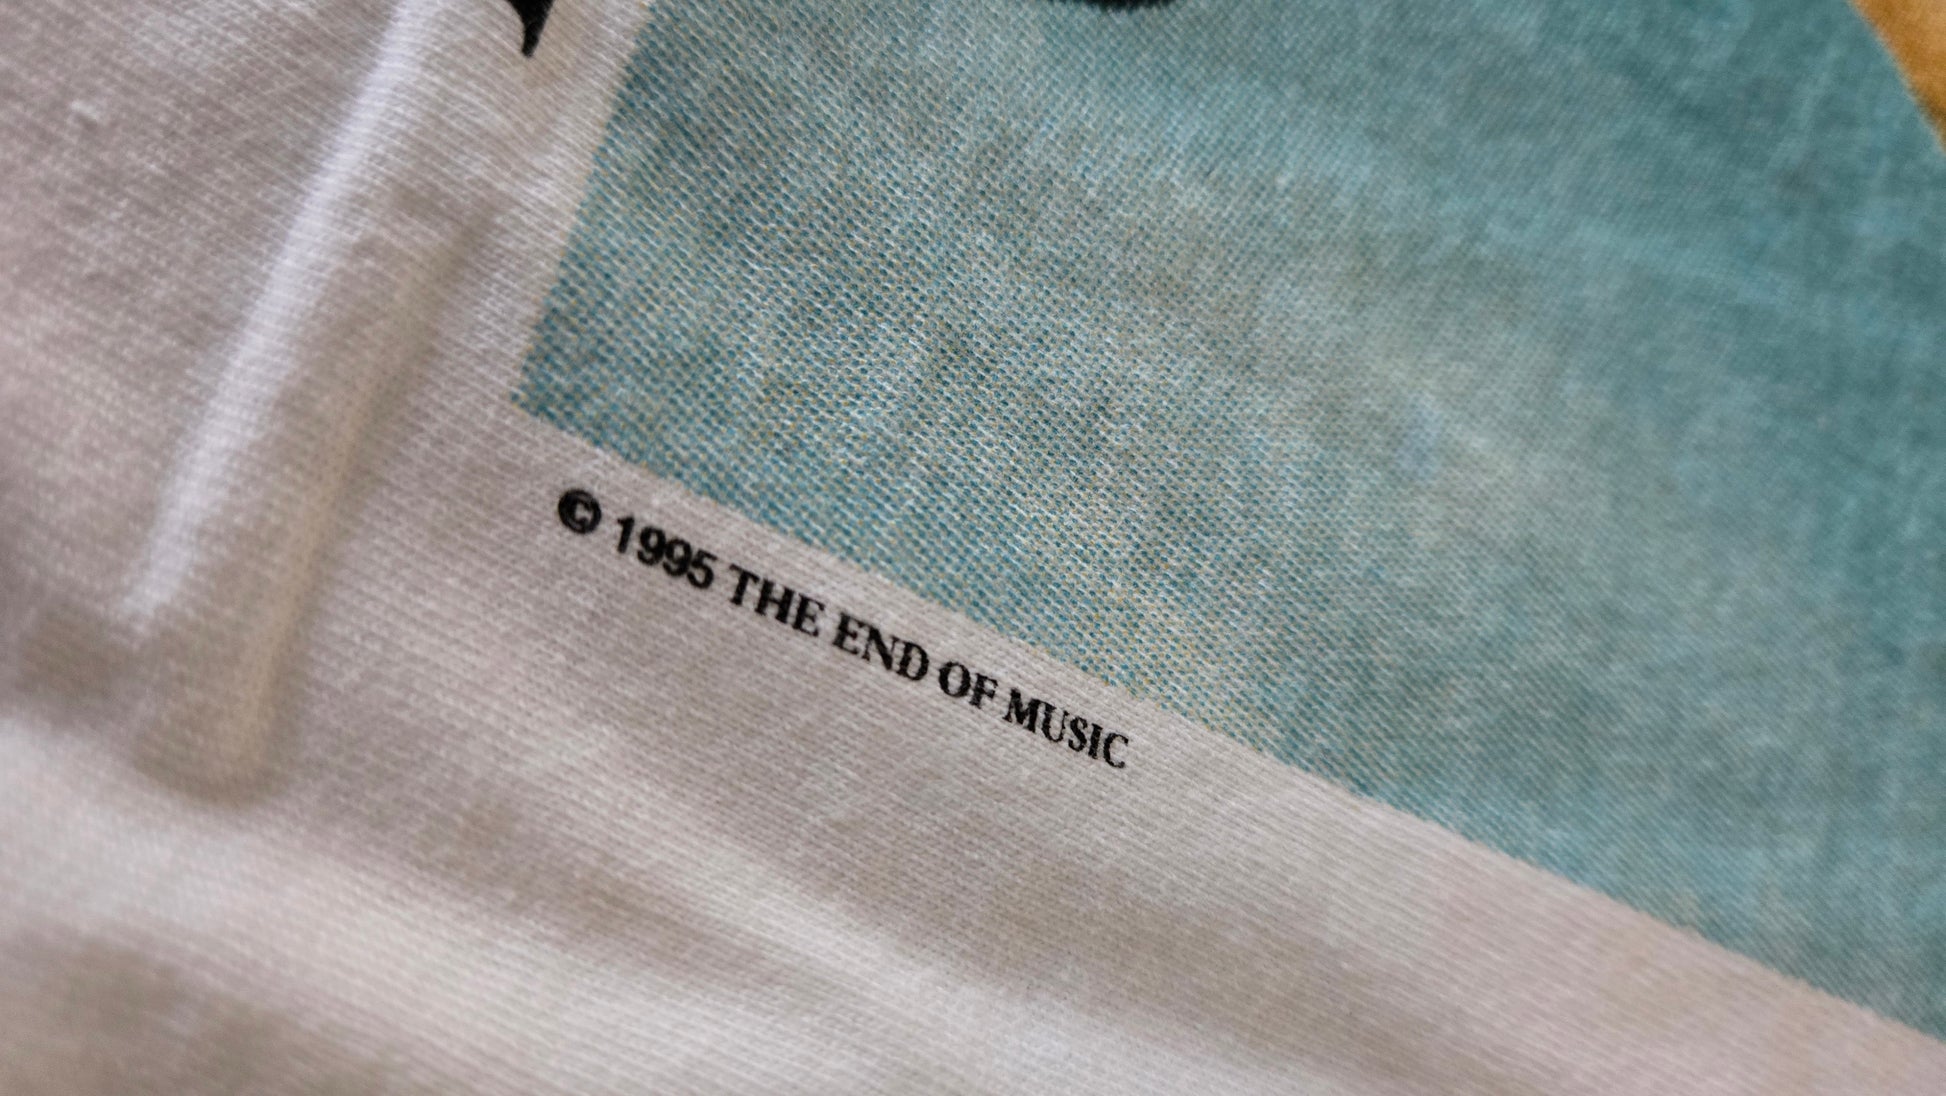 © 1995 THE END OF MUSIC